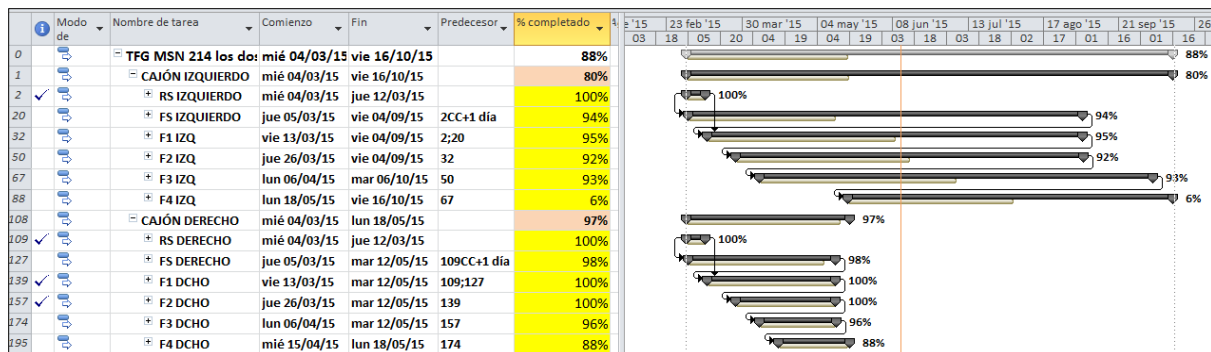 Modo de Nombre de tarea Comienzo Fin Predecesor % completado e '15 23 feb '15 30 mar '15 04 may '15 08 jun '15 13 jul '15 17 ago '15 21 sep '15 26
03 18 05 20 04 19 04 19 03 18 03 18 02 17 01 16 01 16
0 TFG MSN 214 los dos mié 04/03/15 vie 16/10/15 88% 88%
1 CAJÓN IZQUIERDO mié 04/03/15 vie 16/10/15 80% 80%
2 RS IZQUIERDO mié 04/03/15 jue 12/03/15 100% 100%
20 FS IZQUIERDO jue 05/03/15 vie 04/09/15 2CC+1 día 94% 94%
32 F1 IZQ vie 13/03/15 vie 04/09/15 2;20 95% 95%
50 F2 IZQ jue 26/03/15 vie 04/09/15 32 92% 92%
67 F3 IZQ lun 06/04/15 mar 06/10/15 50 93% 93%
88 F4 IZQ lun 18/05/15 vie 16/10/15 67 6% 6%
108 CAJÓN DERECHO mié 04/03/15 lun 18/05/15 97% 97%
109 RS DERECHO mié 04/03/15 jue 12/03/15 100% 100%
127 FS DERECHO jue 05/03/15 mar 12/05/15 109CC+1 día 98% 98%
139 F1 DCHO vie 13/03/15 mar 12/05/15 109;127 100% 100%
157 F2 DCHO jue 26/03/15 mar 12/05/15 139 100% 100%
174 F3 DCHO lun 06/04/15 mar 12/05/15 157 96% 96%
195 F4 DCHO mié 15/04/15 lun 18/05/15 174 88% 88%